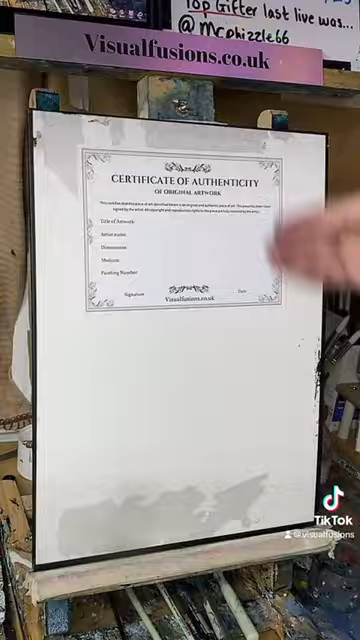 Top Gifter last live was...
@Mcphizzle66
Visualfusions.co.uk
CERTIFICATE OF AUTHENTICITY
OF ORIGINAL ARTWORK
Title of Artwork:
Artist name:
Dimensions:
Medium:
Painting Number:
Signature
Date
Visualfusions.co.uk
TikTok
@visualfusions